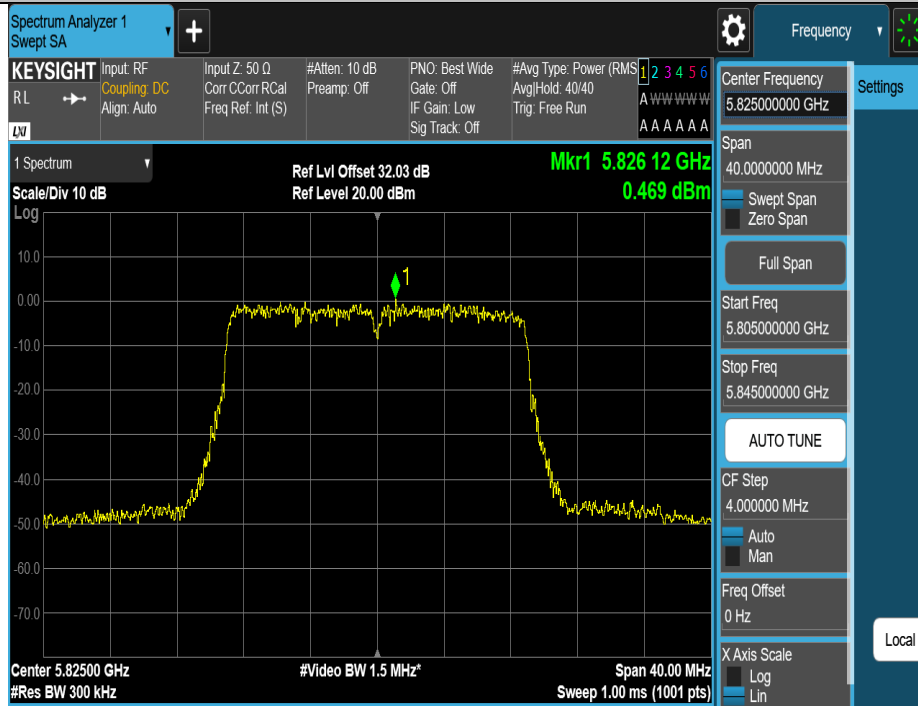 Spectrum Analyzer 1
Swept SA
+
Frequency
KEYSIGHT
R L
LXI
Input: RF
Coupling: DC
Align: Auto
Input Z: 50 Ω
Corr CCorr RCal
Freq Ref: Int (S)
#Atten: 10 dB
Preamp: Off
PNO: Best Wide
Gate: Off
IF Gain: Low
Sig Track: Off
#Avg Type: Power (RMS
Avg|Hold: 40/40
Trig: Free Run
1 2 3 4 5 6
A W W W W W
A A A A A A
1 Spectrum
Scale/Div 10 dB
Log
Ref Lvl Offset 32.03 dB
Ref Level 20.00 dBm
Mkr1 5.826 12 GHz
0.469 dBm
10.0
0.00
-10.0
-20.0
-30.0
-40.0
-50.0
-60.0
-70.0
1
Center 5.82500 GHz
#Res BW 300 kHz
#Video BW 1.5 MHz*
Span 40.00 MHz
Sweep 1.00 ms (1001 pts)
Center Frequency
5.825000000 GHz
Span
40.0000000 MHz
Swept Span
Zero Span
Full Span
Start Freq
5.805000000 GHz
Stop Freq
5.845000000 GHz
AUTO TUNE
CF Step
4.000000 MHz
Auto
Man
Freq Offset
0 Hz
X Axis Scale
Log
Lin
Settings
Local